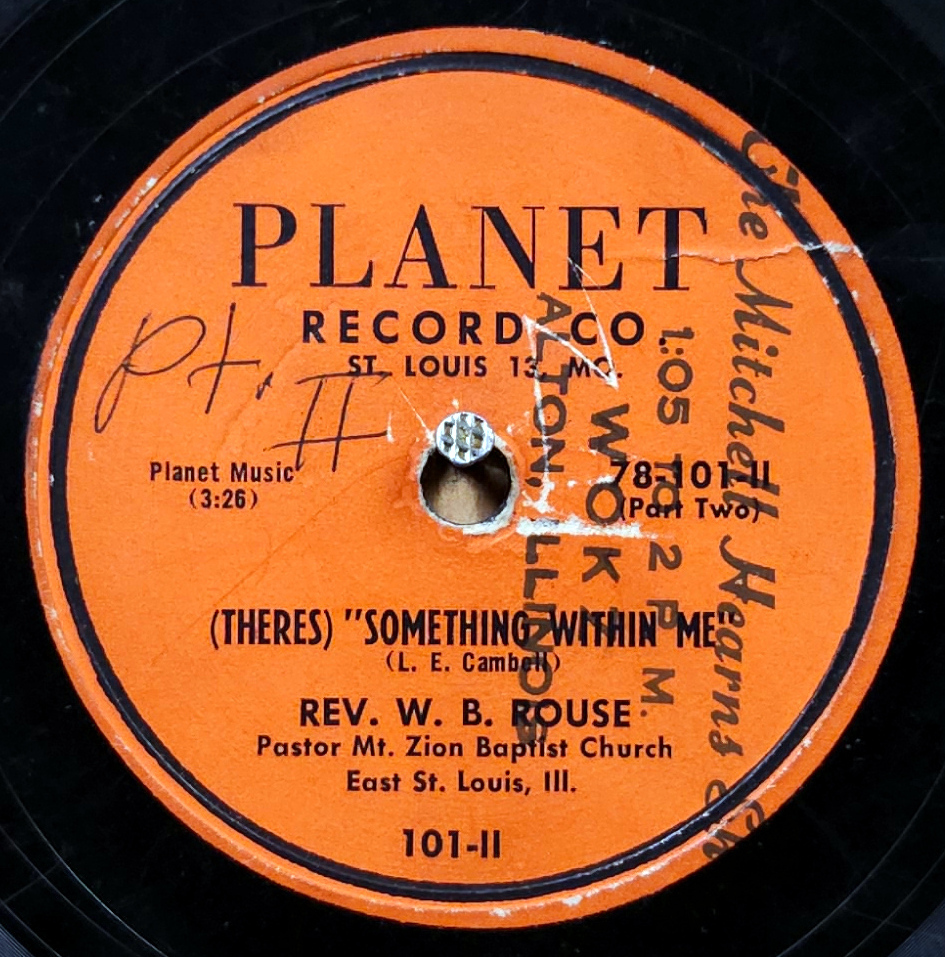 PLANET
RECORD CO.
ST. LOUIS 13, MO.
Pt. II
Planet Music
(3:26)
78-101-II
(Part Two)
(THERES) "SOMETHING WITHIN ME"
(L. E. Cambell)
REV. W. B. ROUSE
Pastor Mt. Zion Baptist Church
East St. Louis, Ill.
101-II
The Mitchell Hearns Sh
1:05 TO 2 P M.
WOKZ
ALTON, ILLINOIS